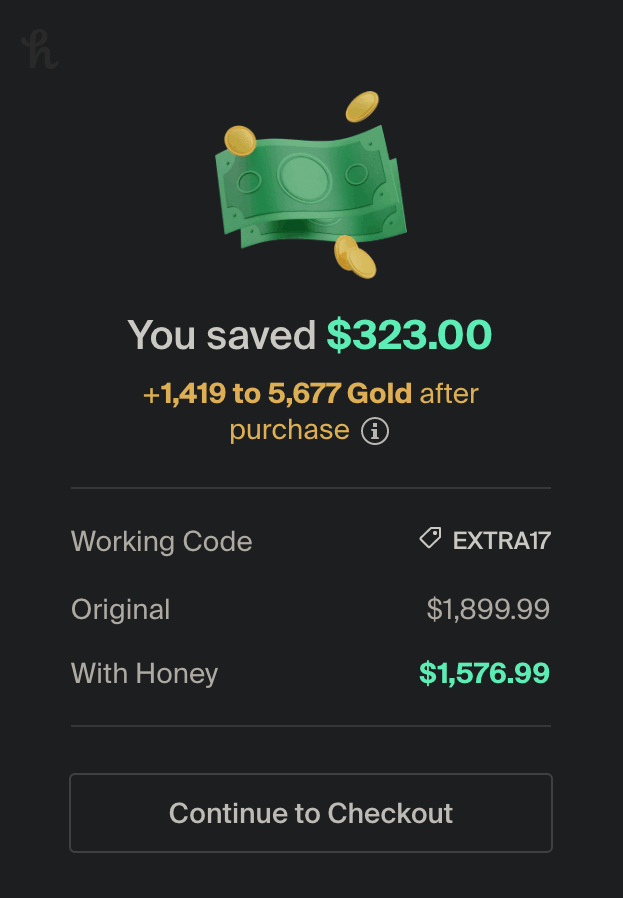 h
You saved $323.00
+1,419 to 5,677 Gold after
purchase
Working Code EXTRA17
Original $1,899.99
With Honey $1,576.99
Continue to Checkout